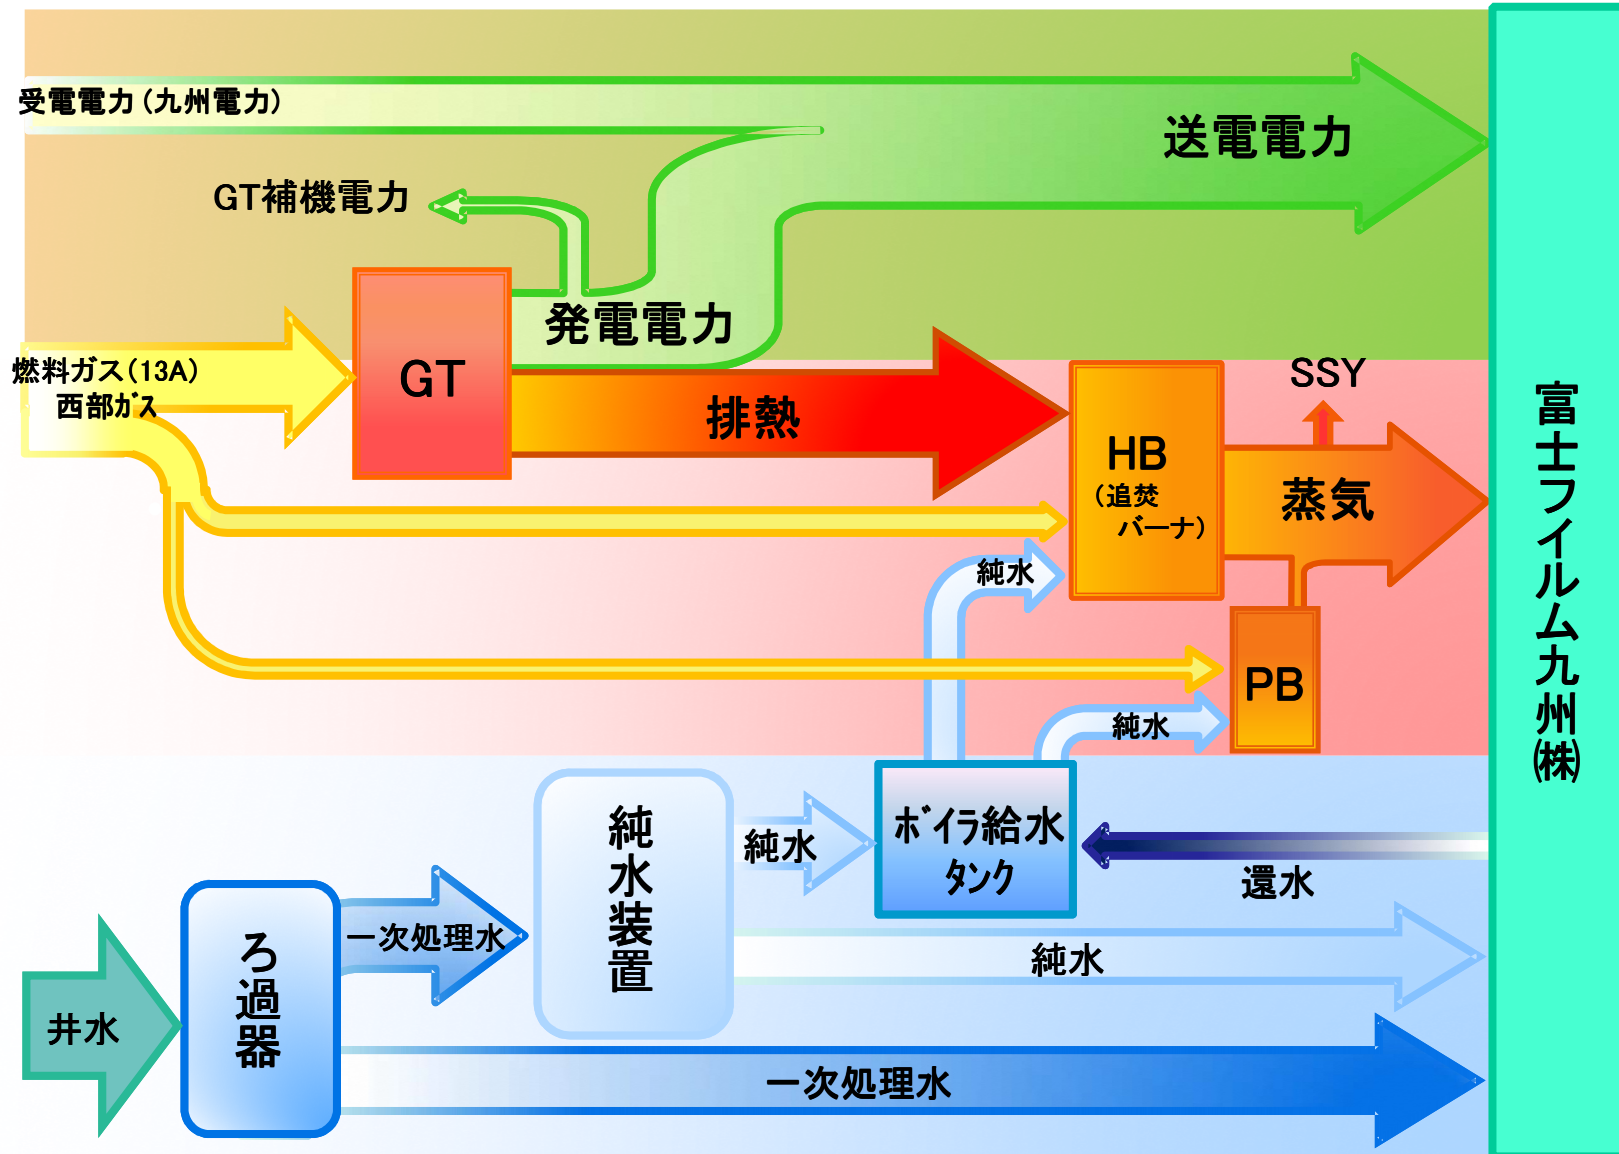 受電電力(九州電力)
送電電力
GT補機電力
発電電力
燃料ガス(13A)
西部ガス
GT
排熱
HB
(追焚
バーナ)
SSY
蒸気
純水
PB
純水
富士フイルム九州㈱
純水装置
純水
ボイラ給水
タンク
還水
ろ過器
一次処理水
純水
井水
一次処理水